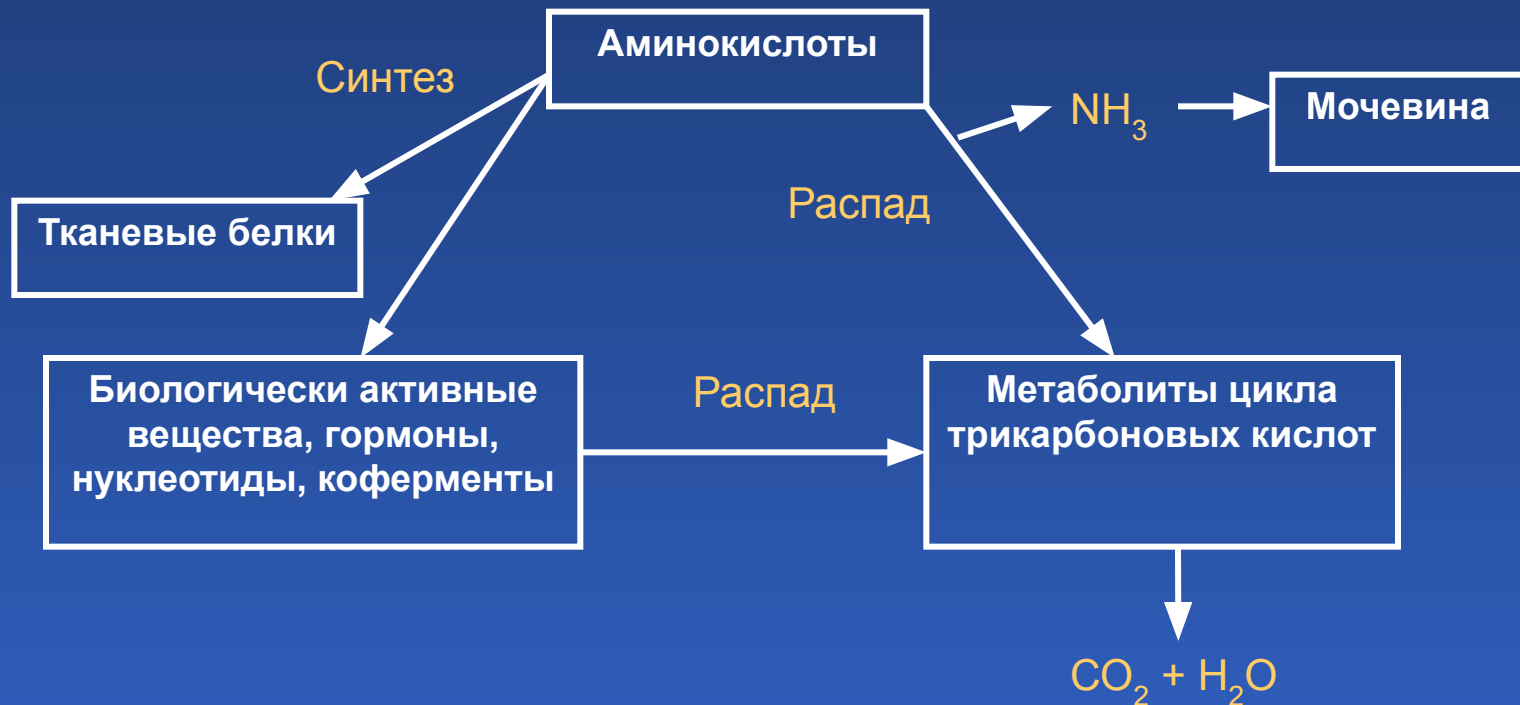 Аминокислоты
Синтез
NH₃
Мочевина
Распад
Тканевые белки
Биологически активные
вещества, гормоны,
нуклеотиды, коферменты
Распад
Метаболиты цикла
трикарбоновых кислот
CO₂ + H₂O